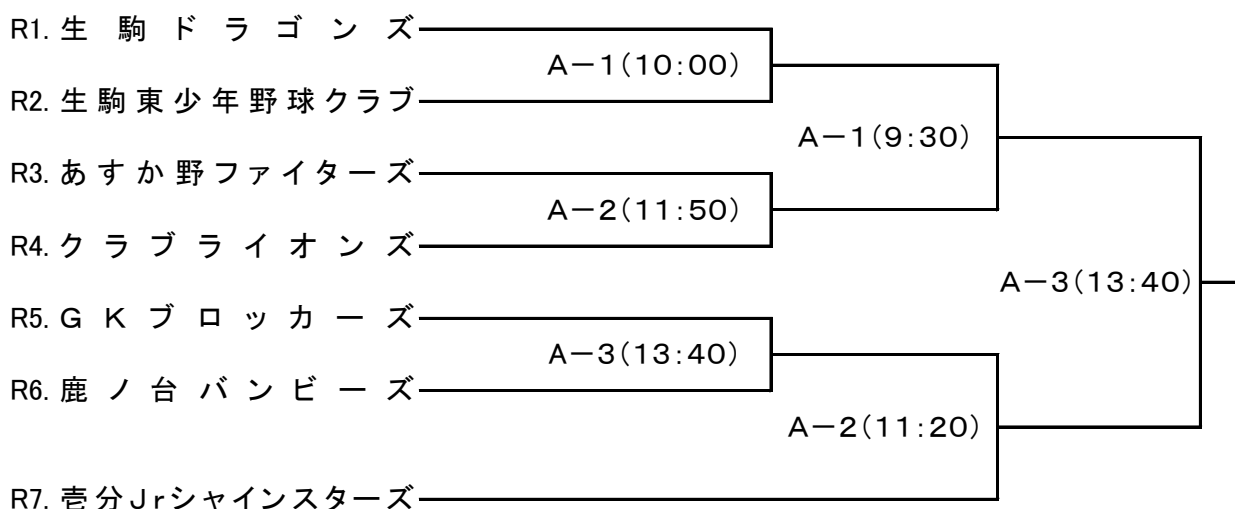 R1. 生駒ドラゴンズ
A－1(10:00)
R2. 生駒東少年野球クラブ
A－1(9:30)
R3. あすか野ファイターズ
A－2(11:50)
R4. クラブライオンズ
A－3(13:40)
R5. GKブロッカーズ
A－3(13:40)
R6. 鹿ノ台バンビーズ
A－2(11:20)
R7. 壱分Jrシャインスターズ